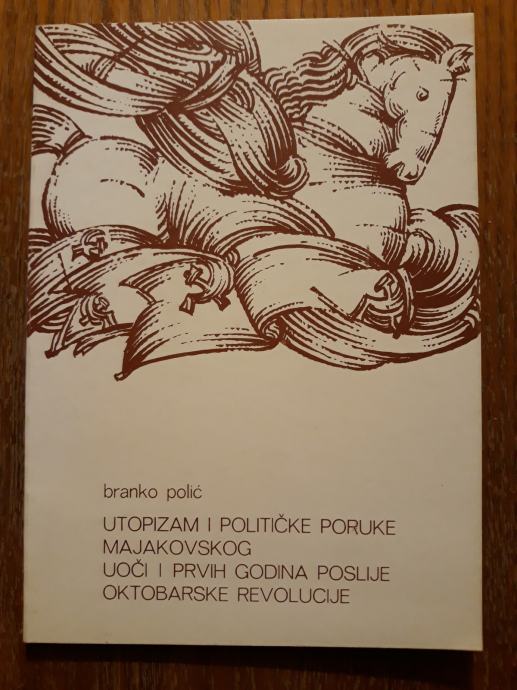 branko polić
UTOPIZAM I POLITIČKE PORUKE
MAJAKOVSKOG
UOČI I PRVIH GODINA POSLIJE
OKTOBARSKE REVOLUCIJE